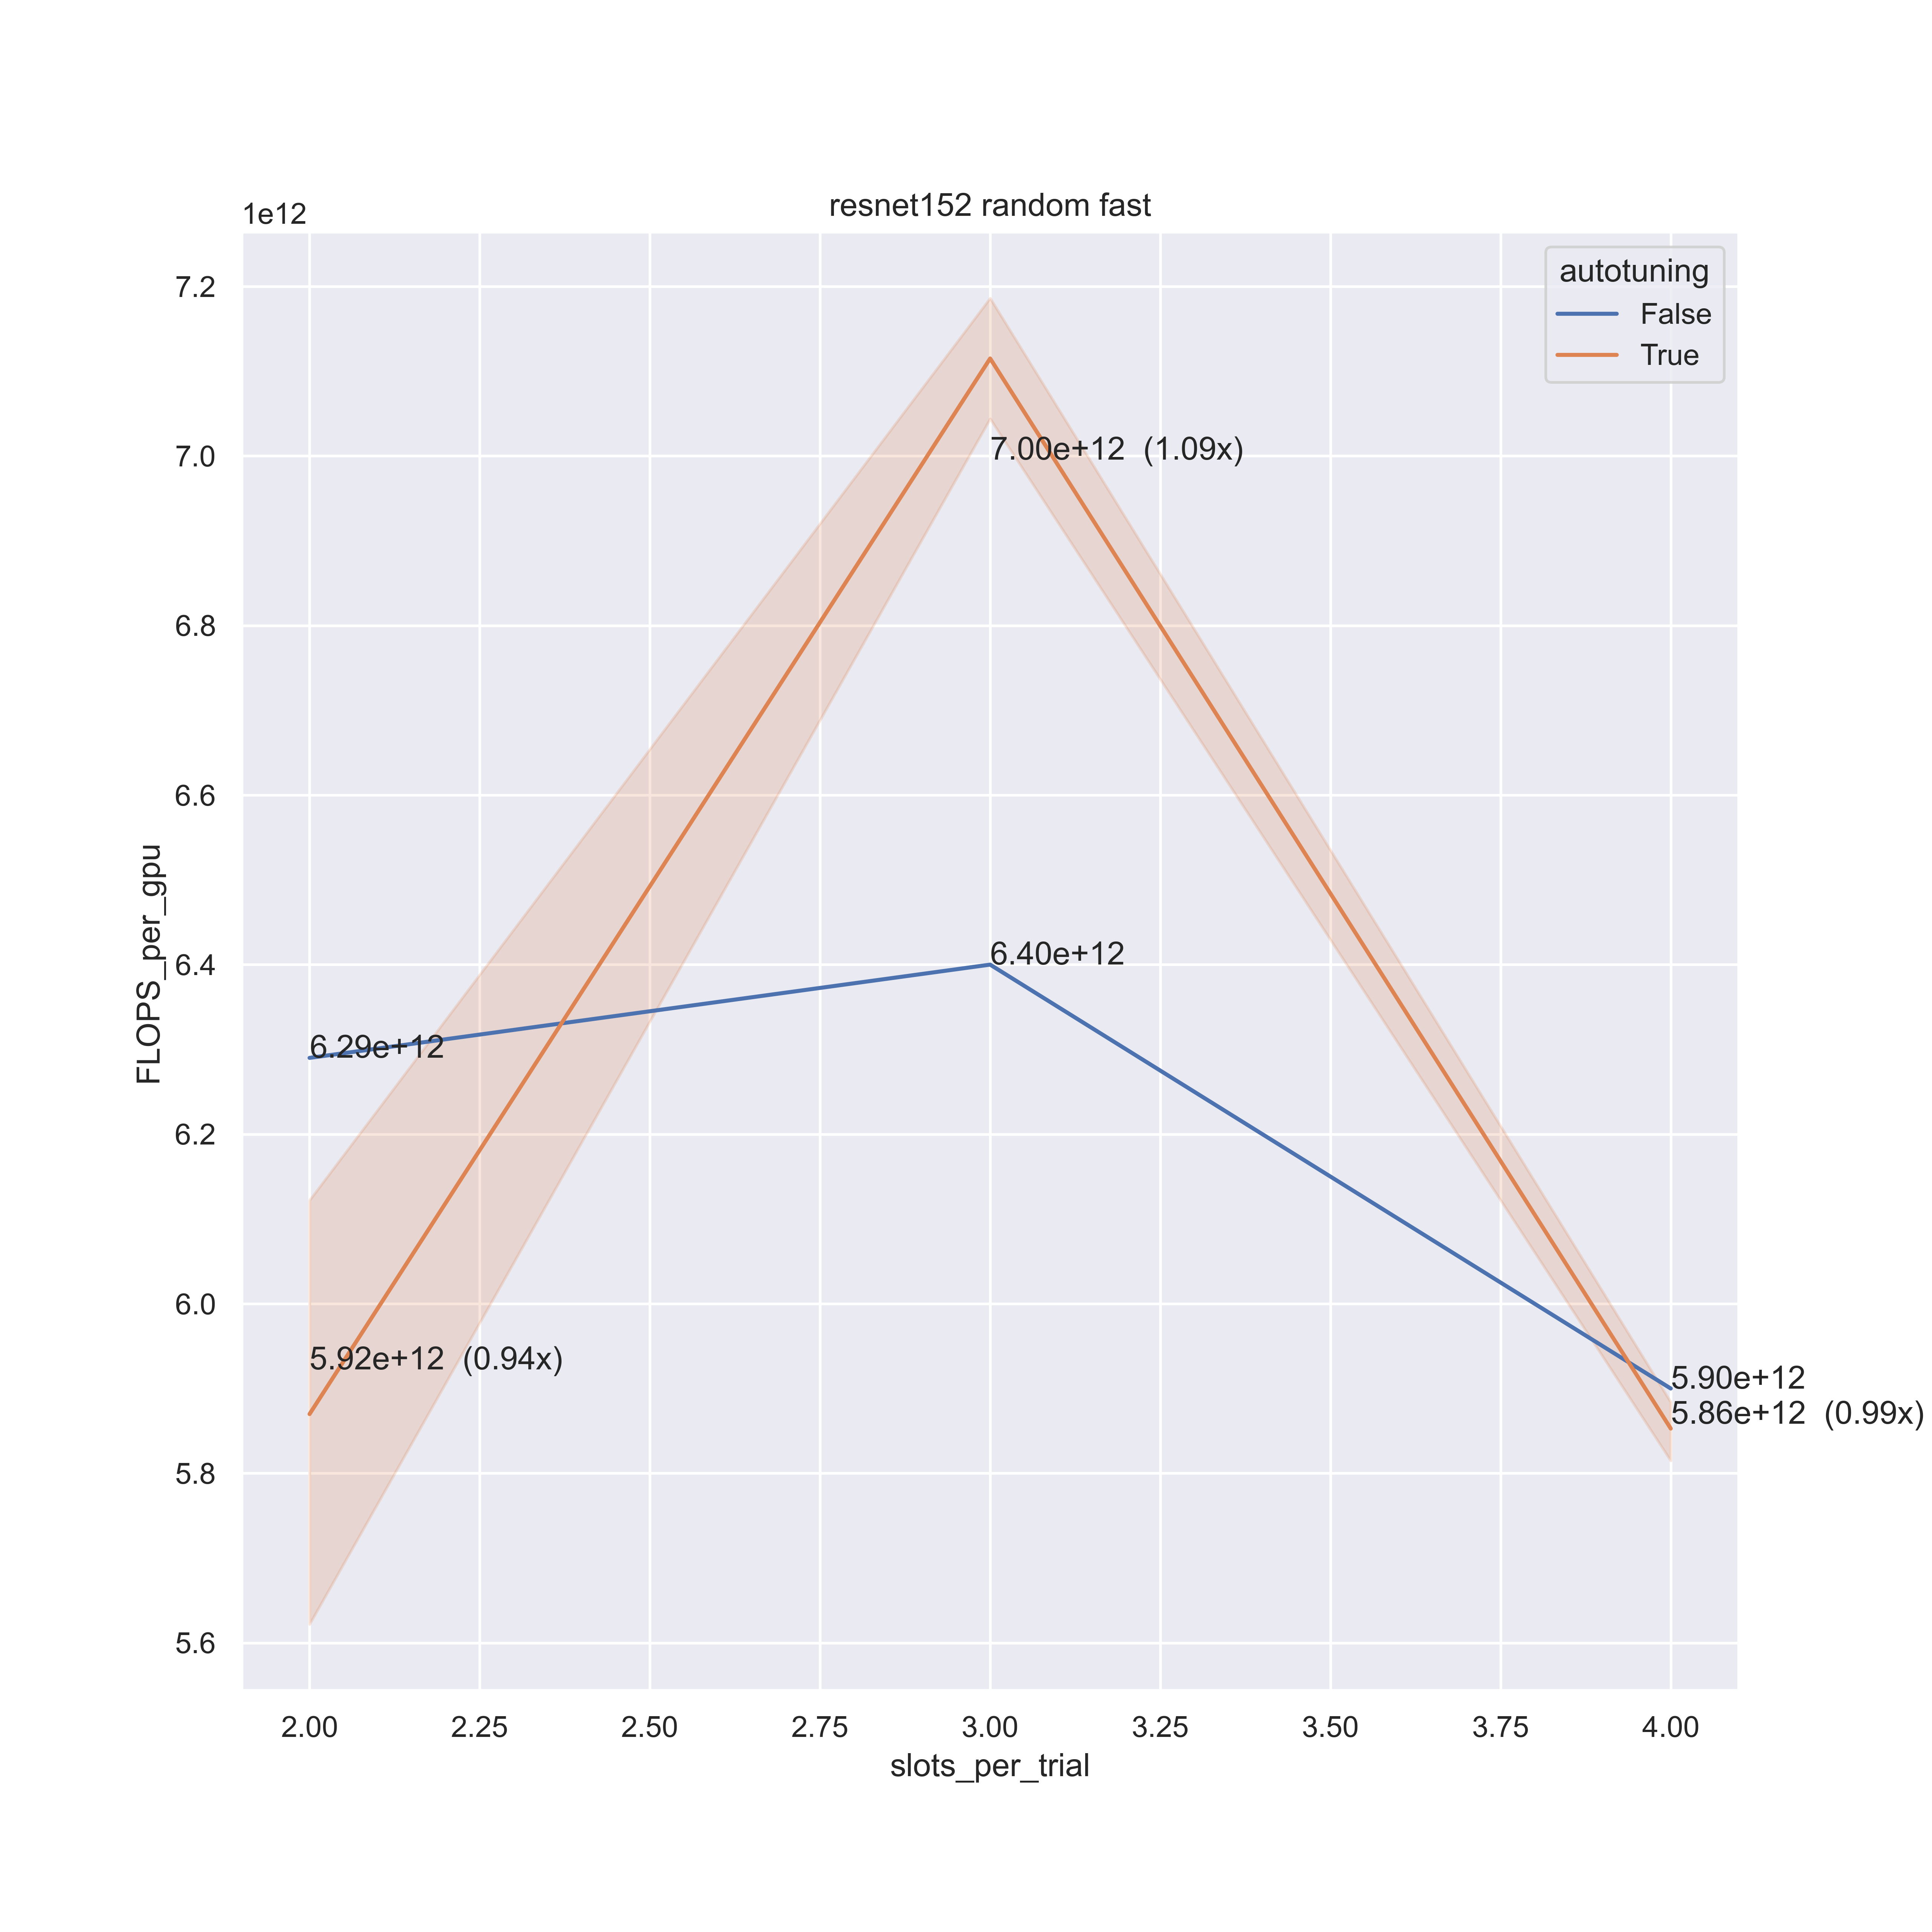 resnet152 random fast
1e12
autotuning
False
True
7.2
7.0
6.8
6.6
6.4
6.2
6.0
5.8
5.6
FLOPS_per_gpu
7.00e+12 (1.09x)
6.40e+12
6.29e+12
5.92e+12 (0.94x)
5.90e+12
5.86e+12 (0.99x)
2.00 2.25 2.50 2.75 3.00 3.25 3.50 3.75 4.00
slots_per_trial